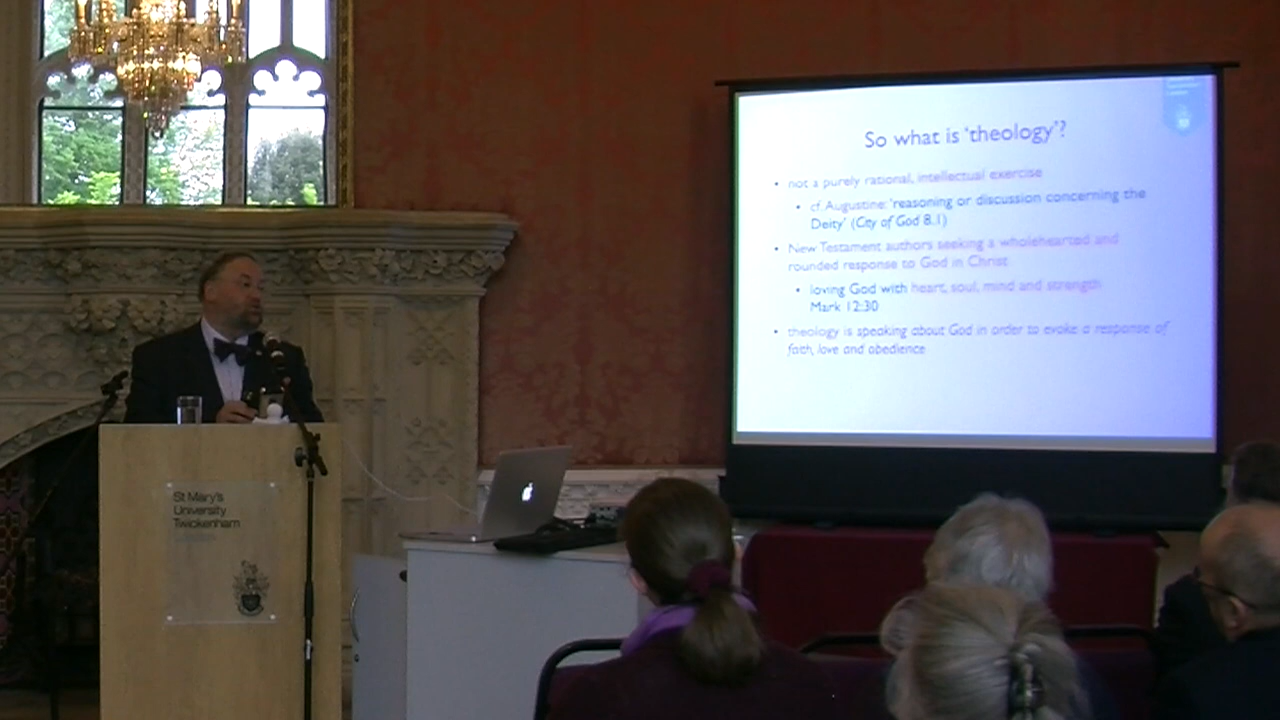 So what is 'theology'?
• not a purely rational, intellectual exercise
• cf. Augustine: 'reasoning or discussion concerning the
Deity' (City of God 8.1)
• New Testament authors seeking a wholehearted and
rounded response to God in Christ
• loving God with heart, soul, mind and strength
Mark 12:30
• theology is speaking about God in order to evoke a response of
faith, love and obedience
St Mary's
University
Twickenham